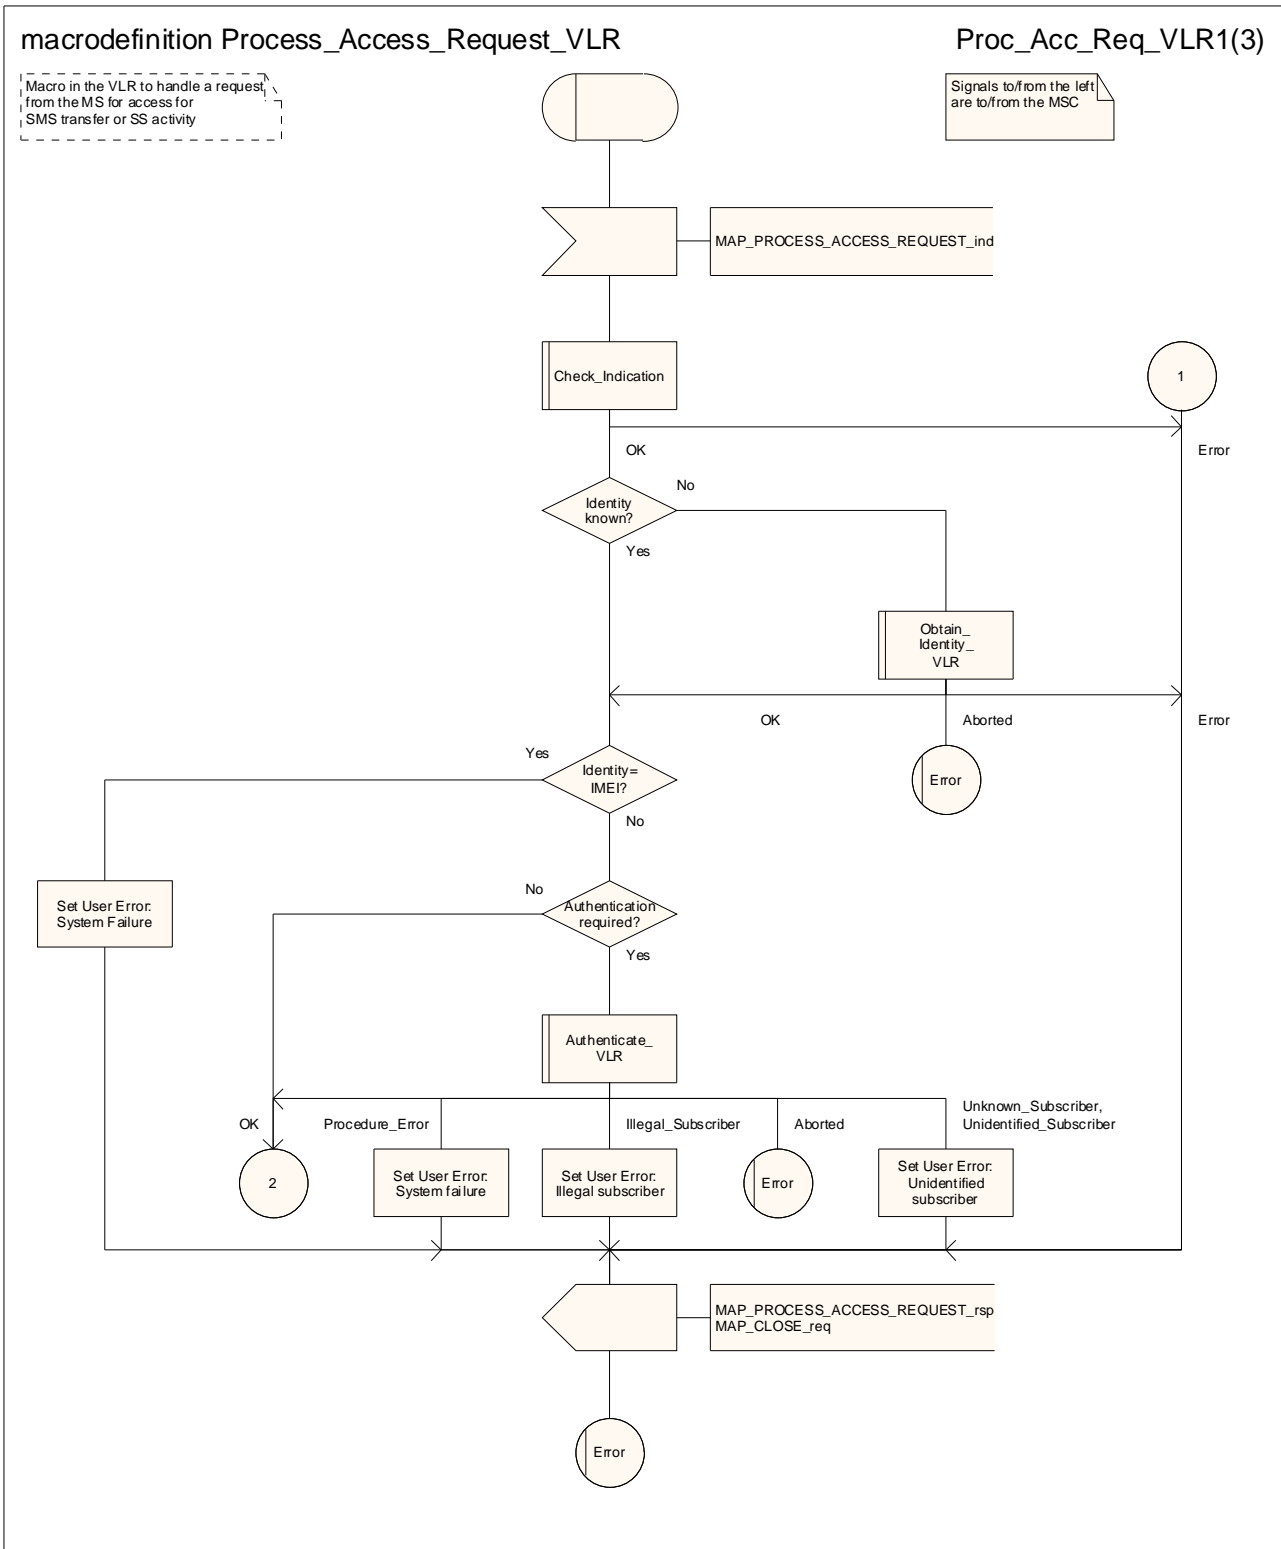 macrodefinition Process_Access_Request_VLR
Proc_Acc_Req_VLR1(3)
Macro in the VLR to handle a request
from the MS for access for
SMS transfer or SS activity
Signals to/from the left
are to/from the MSC
MAP_PROCESS_ACCESS_REQUEST_ind
Check_Indication
1
OK
Error
Identity
known?
No
Yes
Obtain_
Identity_
VLR
OK
Aborted
Error
Yes
Identity=
IMEI?
Error
No
Set User Error:
System Failure
No
Authentication
required?
Yes
Authenticate_
VLR
OK
Procedure_Error
Illegal_Subscriber
Aborted
Unknown_Subscriber,
Unidentified_Subscriber
2
Set User Error:
System failure
Set User Error:
Illegal subscriber
Error
Set User Error:
Unidentified
subscriber
MAP_PROCESS_ACCESS_REQUEST_rsp
MAP_CLOSE_req
Error